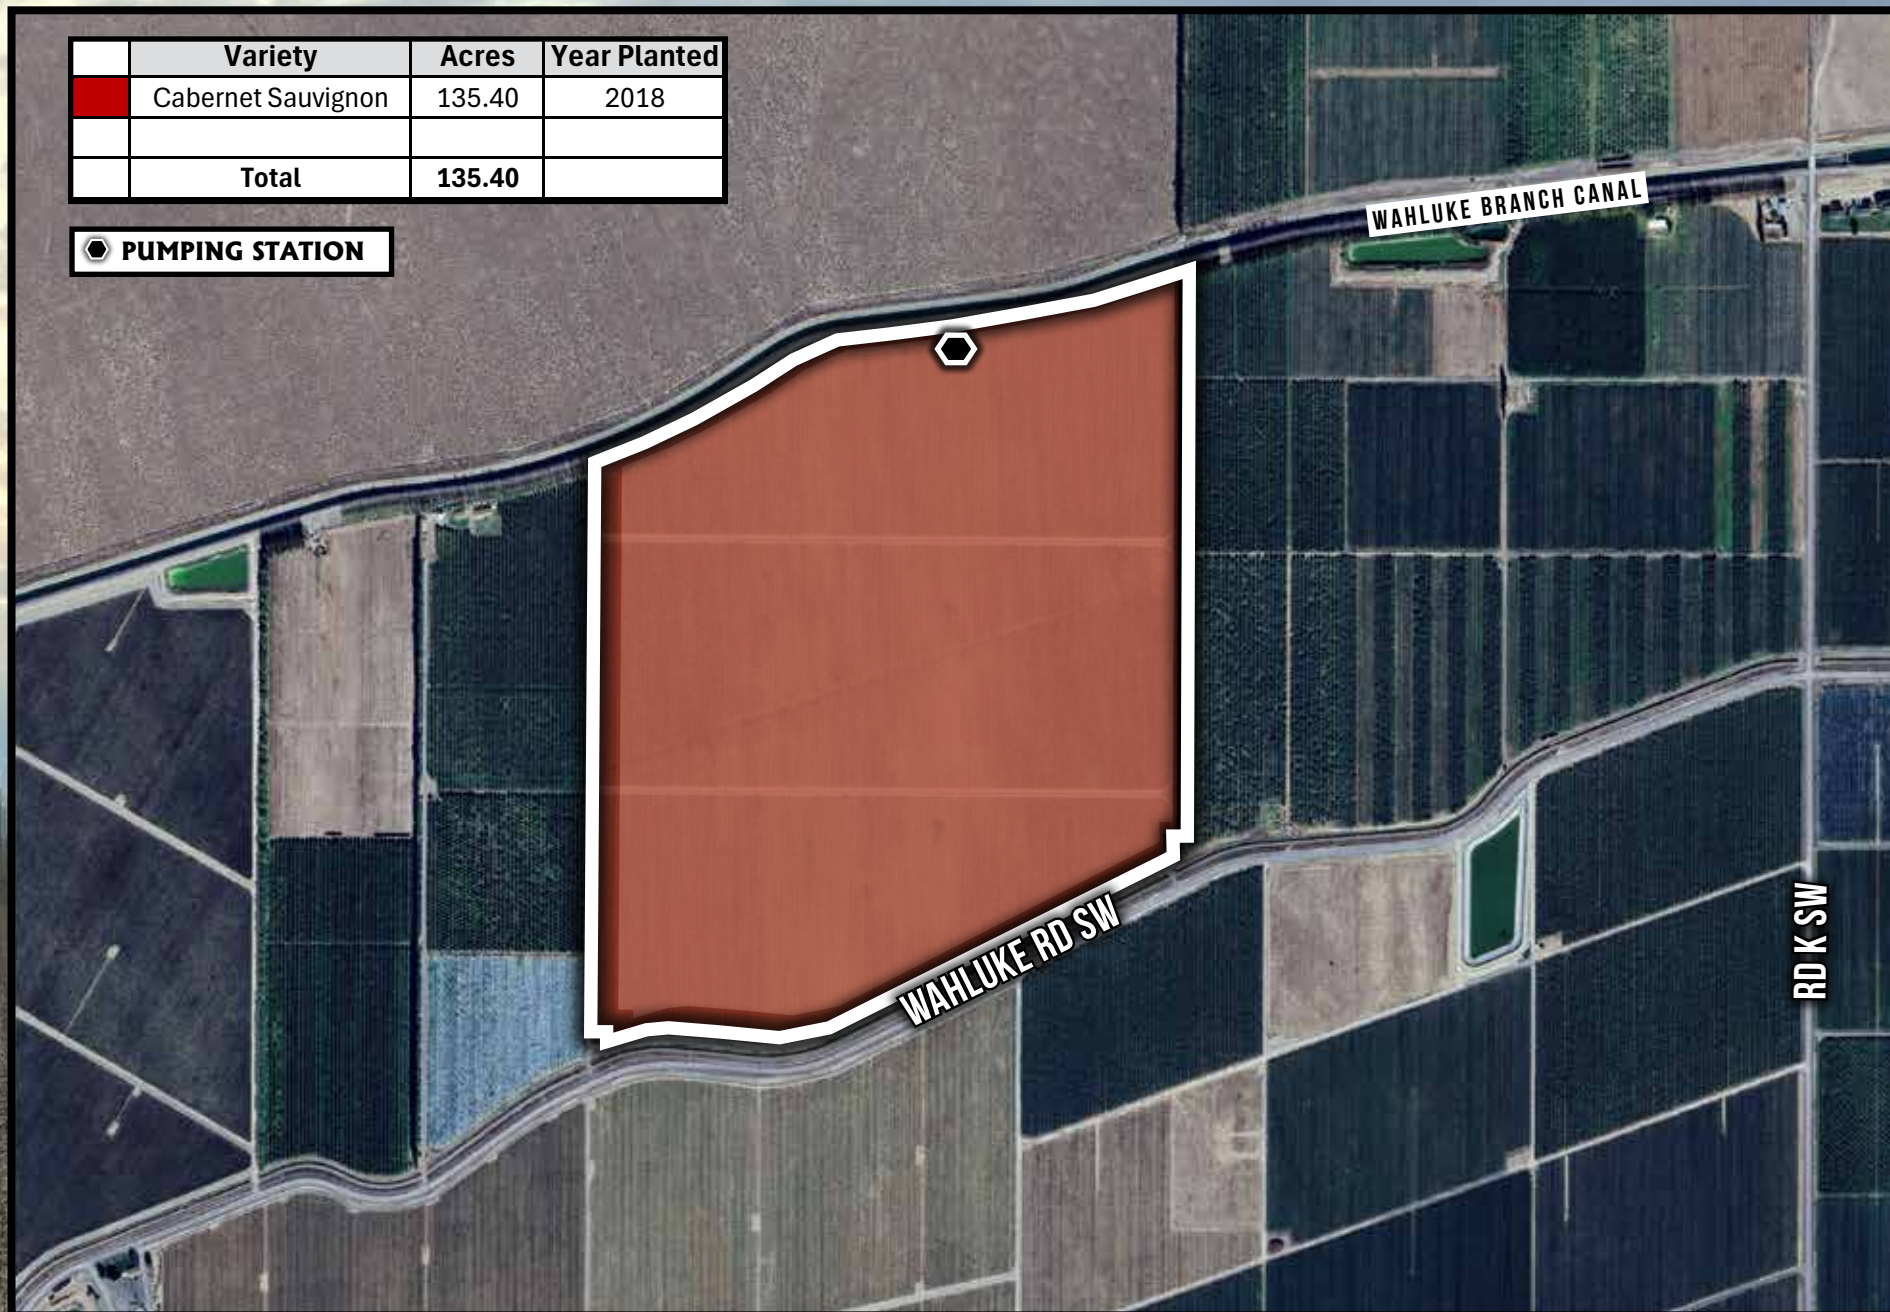 Variety Acres Year Planted
Cabernet Sauvignon 135.40 2018
Total 135.40
PUMPING STATION
WAHLUKE BRANCH CANAL
WAHLUKE RD SW
RD K SW